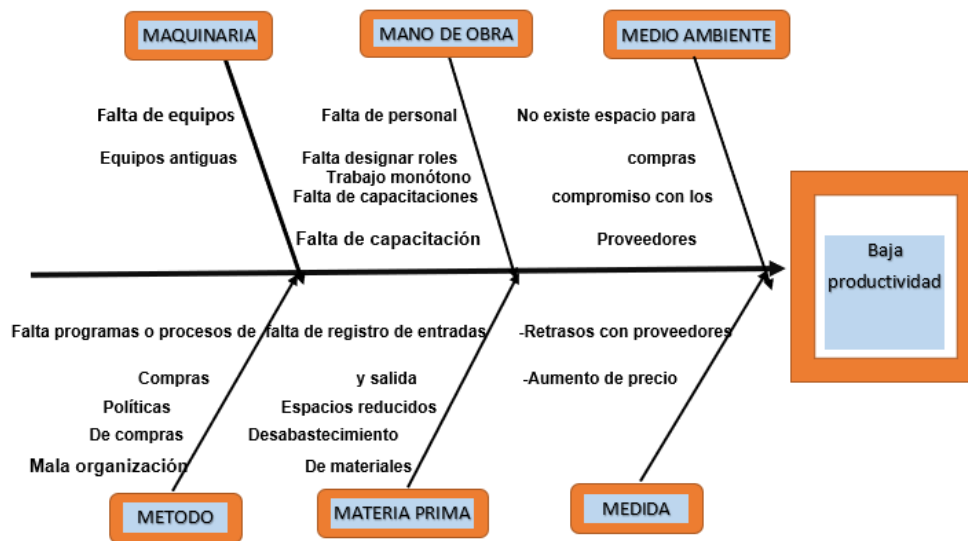 MAQUINARIA
MANO DE OBRA
MEDIO AMBIENTE
Falta de equipos
Equipos antiguas
Falta de personal
Falta designar roles
Trabajo monótono
Falta de capacitaciones
Falta de capacitación
No existe espacio para
compras
compromiso con los
Proveedores
Baja
productividad
Falta programas o procesos de
Compras
Políticas
De compras
Mala organización
falta de registro de entradas
y salida
Espacios reducidos
Desabastecimiento
De materiales
-Retrasos con proveedores
-Aumento de precio
METODO
MATERIA PRIMA
MEDIDA